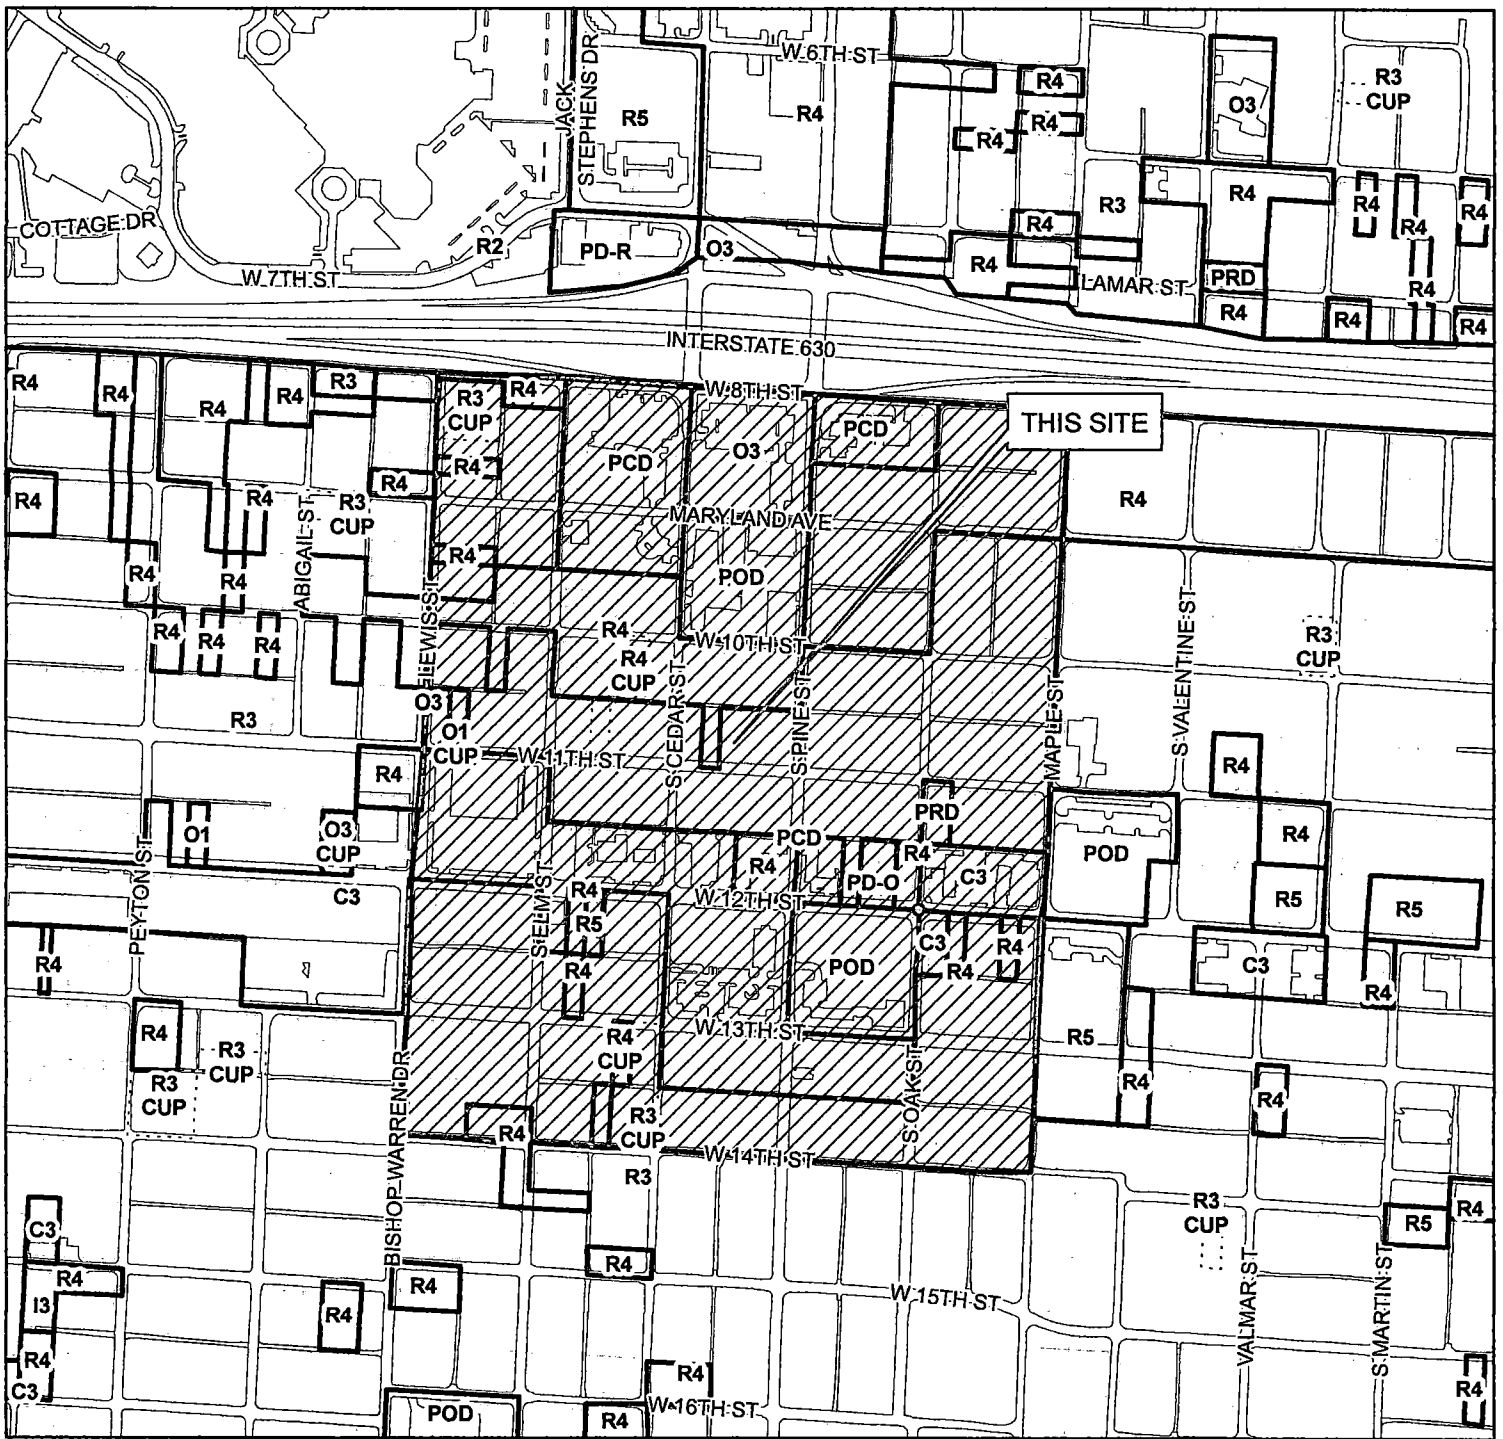 W 6TH ST
JACK
STEPHENS DR
R5
R4
R4
R4
R4
O3
R3
CUP
COTTAGE DR
R2
W 7TH ST
PD-R
O3
R4
R4
R3
R4
R4
R4
R4
R4
LAMAR ST
PRD
R4
R4
R4
INTERSTATE 630
W 8TH ST
R4
R4
R4
R4
R3
R3
CUP
R4
PCD
O3
PCD
THIS SITE
R4
R4
R4
R4
R3
CUP
R4
MARYLAND AVE
R4
ABIGAIL ST
R4
R4
R4
POD
LEWIS ST
R4
R4
R4
R4
R4
CUP
W 10TH ST
S VALENTINE ST
R3
CUP
R3
O3
O1
CUP
W 11TH ST
S CEDAR ST
S PINE ST
MAPLE ST
R4
R4
O1
O3
CUP
PRD
PCD
R4
R4
PD-O
C3
POD
R4
PEYTON ST
C3
S ELM ST
R4
R5
W 12TH ST
R5
R5
R4
R4
C3
R4
R4
POD
C3
R4
R4
R3
CUP
R3
CUP
R4
CUP
W 13TH ST
R5
R4
R4
BISHOP WARREN DR
R4
R3
CUP
S OAK ST
W 14TH ST
R3
R3
CUP
R4
R5
C3
R4
I3
R4
R4
R4
W 15TH ST
VALMAR ST
S MARTIN ST
R4
C3
R4
R4
POD
R4
W 16TH ST